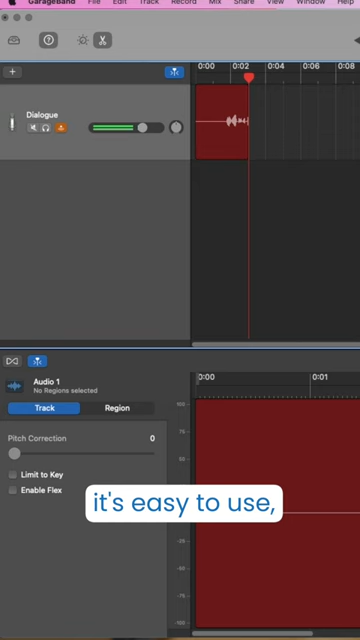 GarageBand File Edit Track Record Mix Share View Window Help
0:00 0:02 0:04 0:06 0:08
Dialogue
Audio 1
No Regions selected
0:00 0:01
Track Region
100
75
50
Pitch Correction 0
Limit to Key
Enable Flex
it's easy to use,
-25
-50
-75
-100